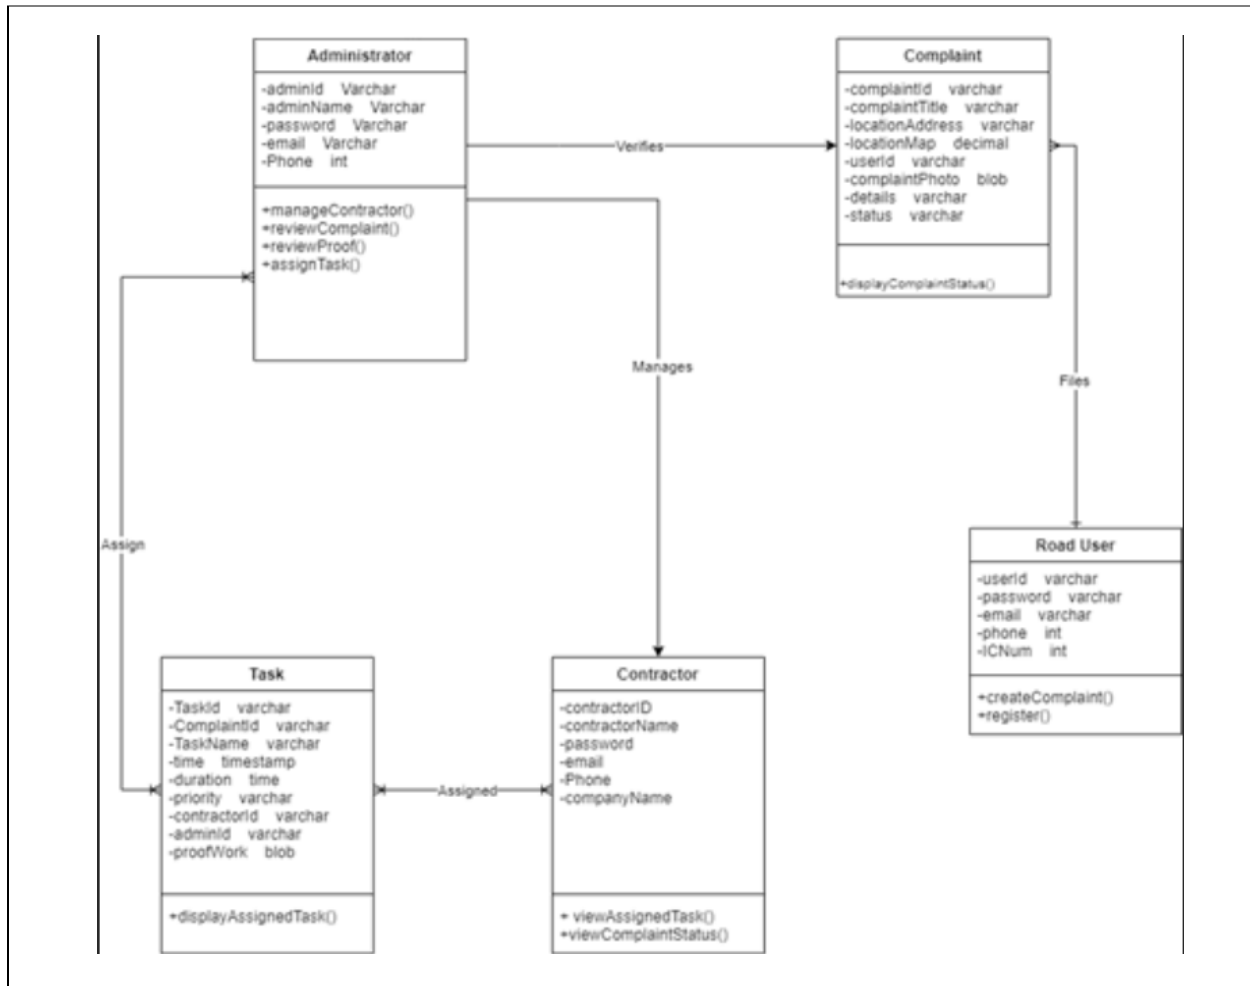 Administrator
-adminId Varchar
-adminName Varchar
-password Varchar
-email Varchar
-Phone int
+manageContractor()
+reviewComplaint()
+reviewProof()
+assignTask()
Verifies
Complaint
-complaintId varchar
-complaintTitle varchar
-locationAddress varchar
-locationMap decimal
-userId varchar
-complaintPhoto blob
-details varchar
-status varchar
+displayComplaintStatus()
Manages
Files
Assign
Road User
-userId varchar
-password varchar
-email varchar
-phone int
-ICNum int
+createComplaint()
+register()
Task
-TaskId varchar
-ComplaintId varchar
-TaskName varchar
-time timestamp
-duration time
-priority varchar
-contractorId varchar
-adminId varchar
-proofWork blob
+displayAssignedTask()
Assigned
Contractor
-contractorID
-contractorName
-password
-email
-Phone
-companyName
+ viewAssignedTask()
+viewComplaintStatus()